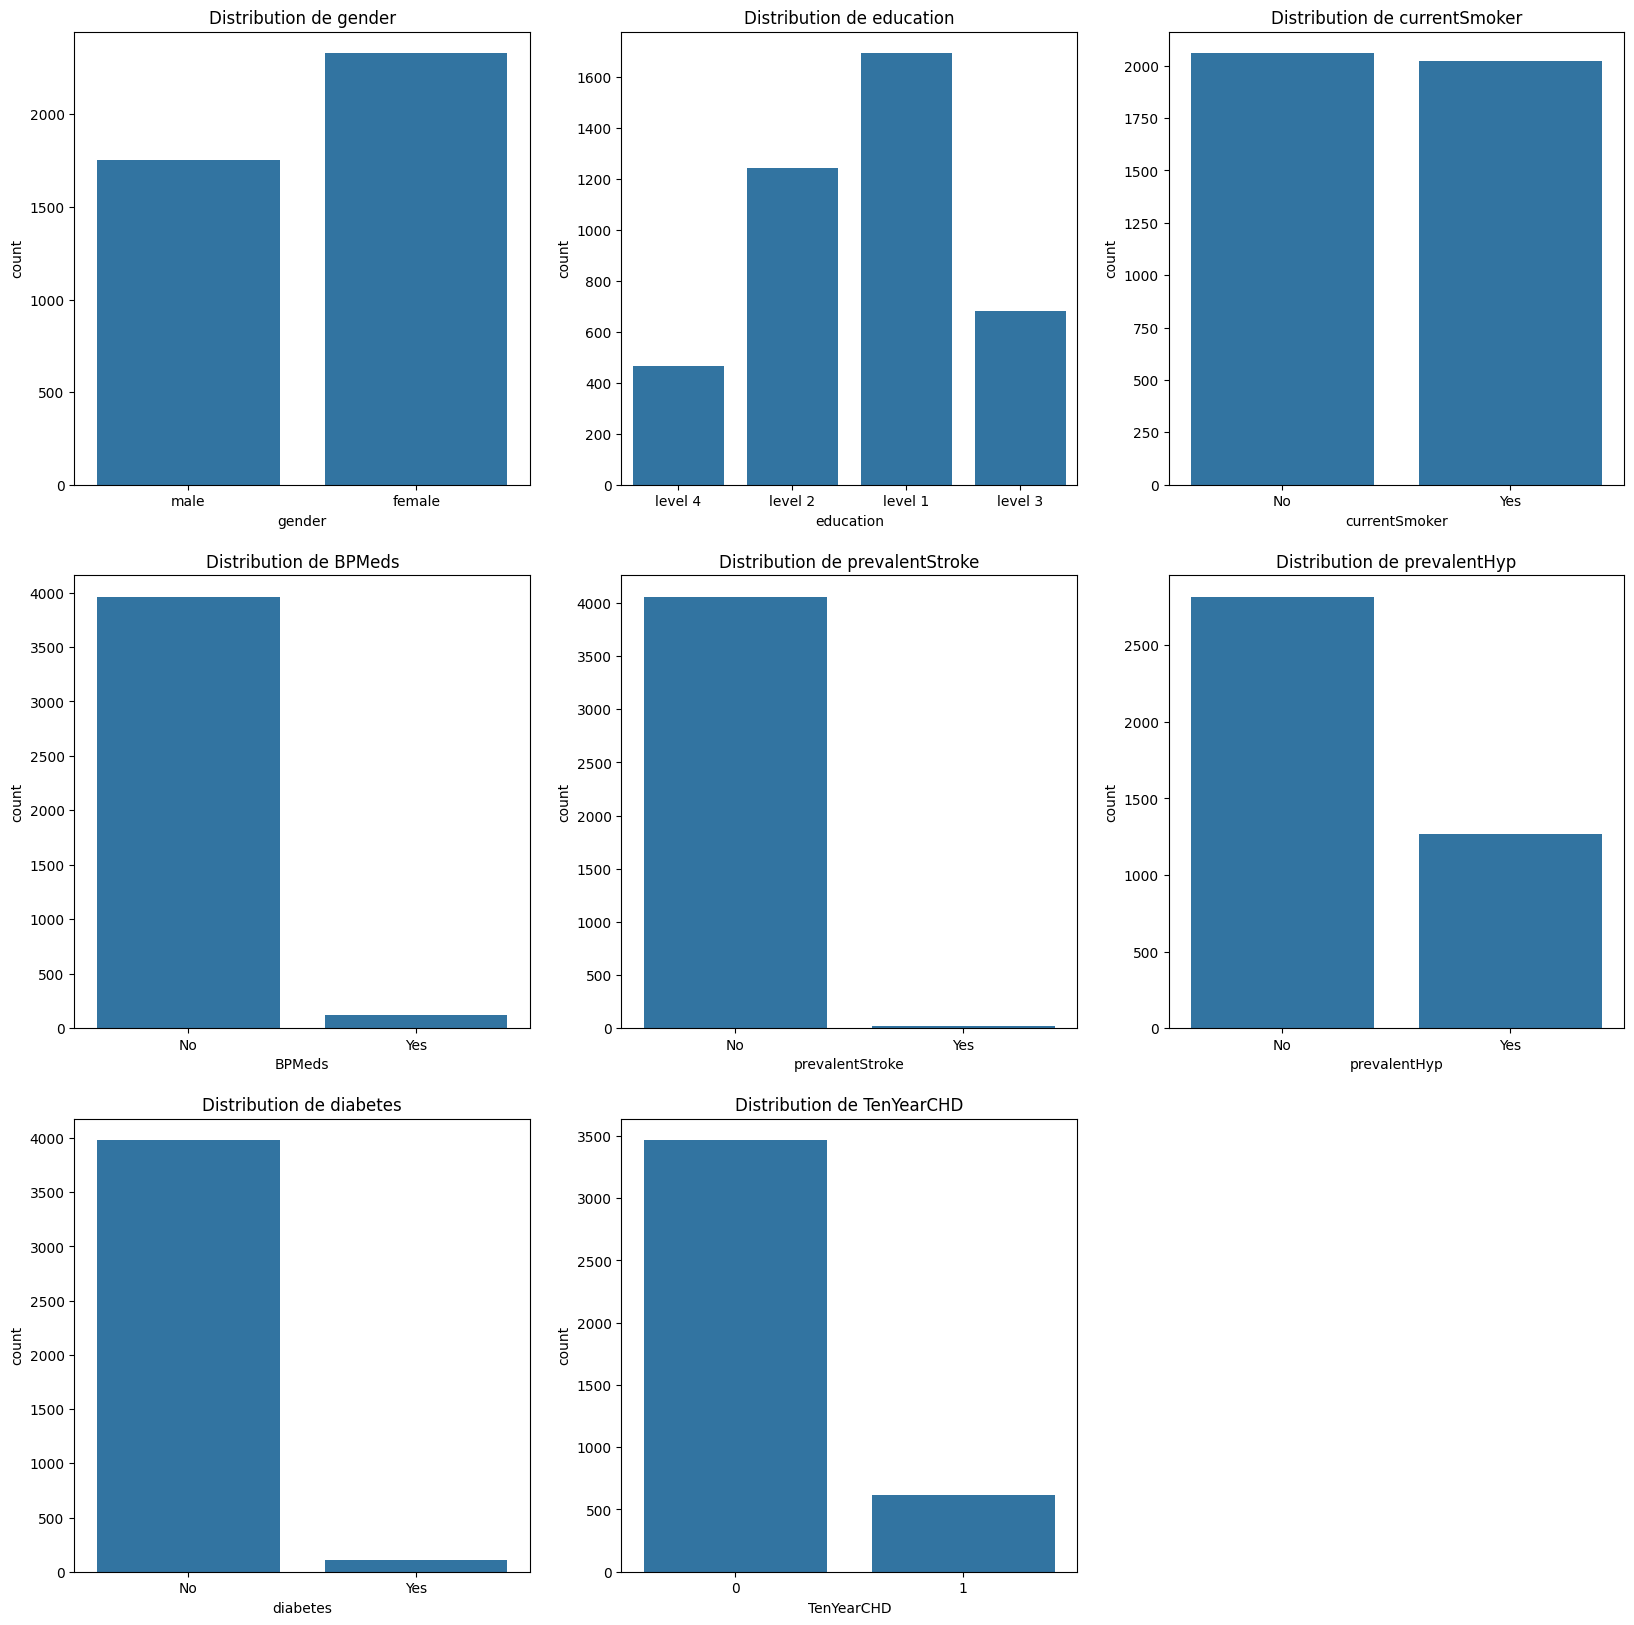 Distribution de gender
count
2000
1500
1000
500
0
male female
gender
Distribution de education
count
1600
1400
1200
1000
800
600
400
200
0
level 4 level 2 level 1 level 3
education
Distribution de currentSmoker
count
2000
1750
1500
1250
1000
750
500
250
0
No Yes
currentSmoker
Distribution de BPMeds
count
4000
3500
3000
2500
2000
1500
1000
500
0
No Yes
BPMeds
Distribution de prevalentStroke
count
4000
3500
3000
2500
2000
1500
1000
500
0
No Yes
prevalentStroke
Distribution de prevalentHyp
count
2500
2000
1500
1000
500
0
No Yes
prevalentHyp
Distribution de diabetes
count
4000
3500
3000
2500
2000
1500
1000
500
0
No Yes
diabetes
Distribution de TenYearCHD
count
3500
3000
2500
2000
1500
1000
500
0
0 1
TenYearCHD